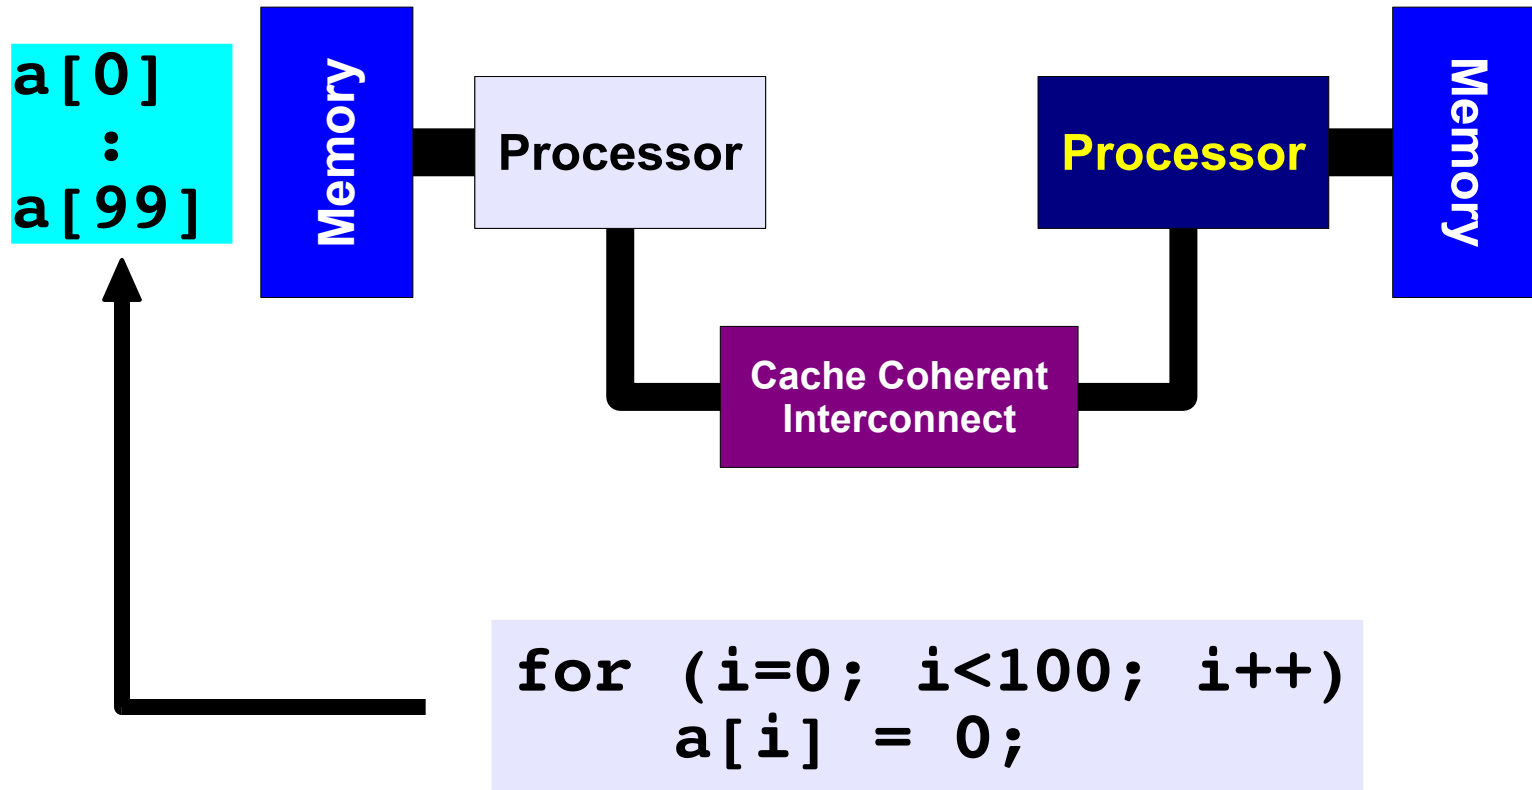 a[0]
:
a[99]
Memory
Processor
Processor
Memory
Cache Coherent
Interconnect
for (i=0; i<100; i++)
a[i] = 0;